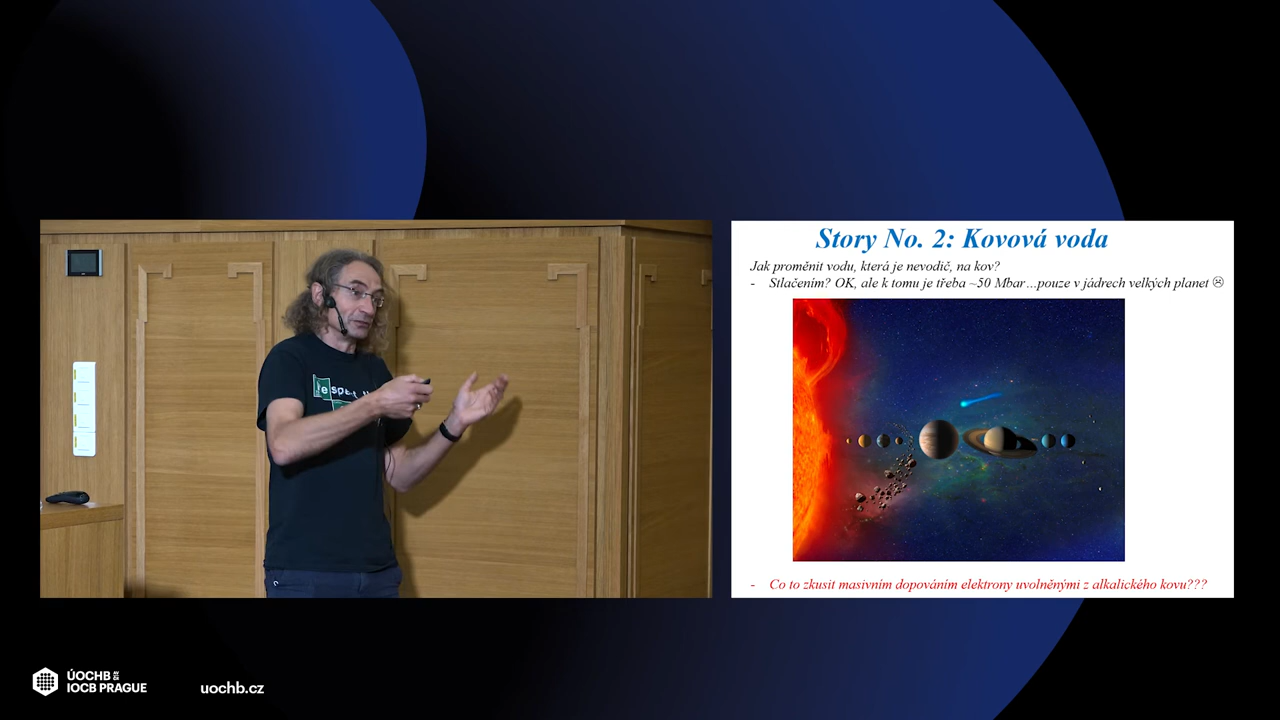 Story No. 2: Kovová voda
Jak proměnit vodu, která je nevodič, na kov?
- Stlačením? OK, ale k tomu je třeba ~50 Mbar…pouze v jádrech velkých planet ☹
- Co to zkusit masivním dopováním elektrony uvolněnými z alkalického kovu???
ÚOCHB
IOCB PRAGUE
uochb.cz